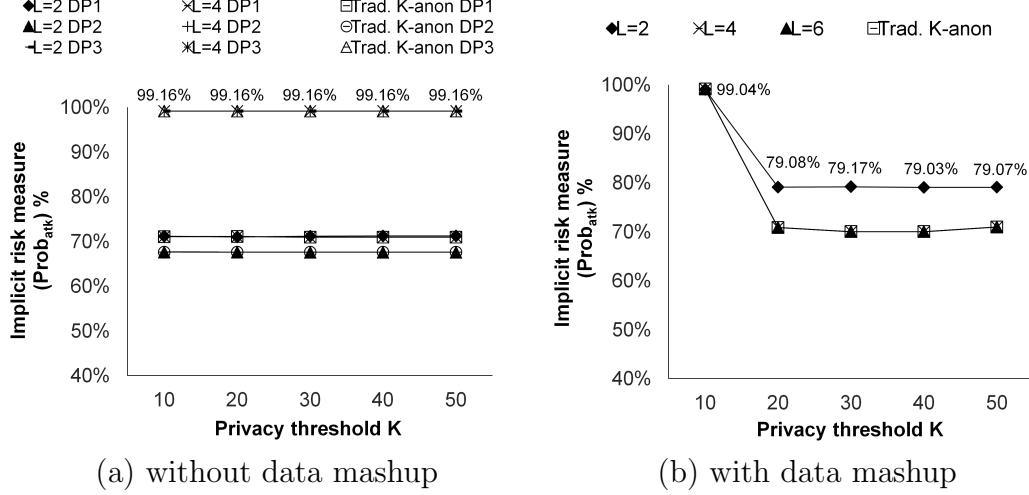 L=2 DP1 L=4 DP1 Trad. K-anon DP1
L=2 DP2 L=4 DP2 Trad. K-anon DP2
L=2 DP3 L=4 DP3 Trad. K-anon DP3
99.16% 99.16% 99.16% 99.16% 99.16%
100%
90%
80%
70%
60%
50%
40%
10 20 30 40 50
Implicit risk measure
(Probatk) %
Privacy threshold K
(a) without data mashup
L=2 L=4 L=6 Trad. K-anon
99.04%
79.08% 79.17% 79.03% 79.07%
100%
90%
80%
70%
60%
50%
40%
10 20 30 40 50
Implicit risk measure
(Probatk) %
Privacy threshold K
(b) with data mashup